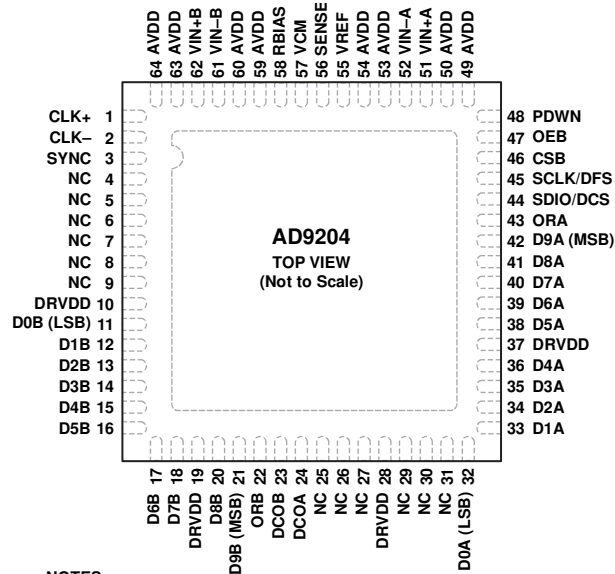 64 AVDD
63 AVDD
62 VIN+B
61 VIN–B
60 AVDD
59 AVDD
58 RBIAS
57 VCM
56 SENSE
55 VREF
54 AVDD
53 AVDD
52 VIN–A
51 VIN+A
50 AVDD
49 AVDD
CLK+ 1
CLK– 2
SYNC 3
NC 4
NC 5
NC 6
NC 7
NC 8
NC 9
DRVDD 10
D0B (LSB) 11
D1B 12
D2B 13
D3B 14
D4B 15
D5B 16
AD9204
TOP VIEW
(Not to Scale)
48 PDWN
47 OEB
46 CSB
45 SCLK/DFS
44 SDIO/DCS
43 ORA
42 D9A (MSB)
41 D8A
40 D7A
39 D6A
38 D5A
37 DRVDD
36 D4A
35 D3A
34 D2A
33 D1A
D6B 17
D7B 18
DRVDD 19
D8B 20
D9B (MSB) 21
ORB 22
DCOB 23
DCOA 24
NC 25
NC 26
NC 27
DRVDD 28
NC 29
NC 30
NC 31
D0A (LSB) 32